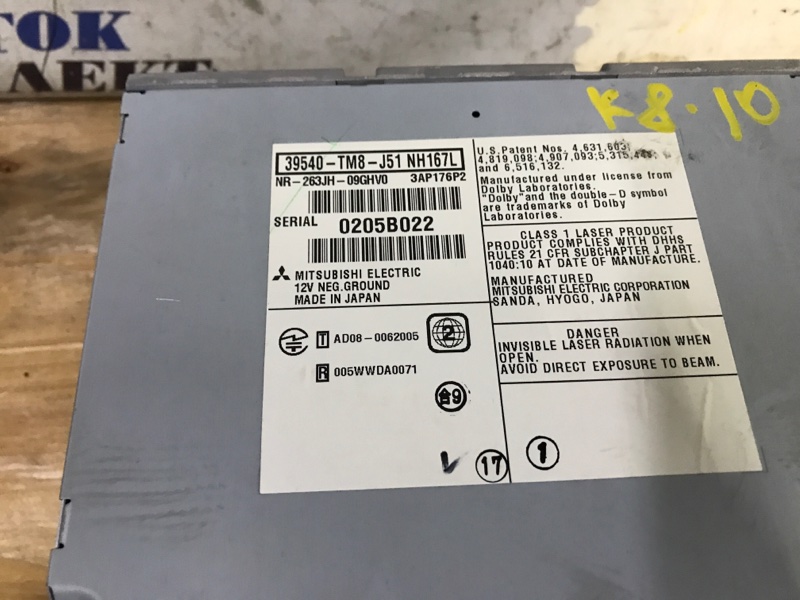 ТОК
ЛЕКТ
K8.10
39540-TM8-J51 NH167L
NR-263JH-09GHV0 3AP176P2
SERIAL 0205B022
MITSUBISHI ELECTRIC
12V NEG.GROUND
MADE IN JAPAN
T AD08-0062005
2
R 005WWDA0071
合9
17
U.S.Patent Nos. 4,631,603;
4,819,098;4,907,093;5,315,448;
and 6,516,132.
Manufactured under license from
Dolby Laboratories.
"Dolby"and the double-D symbol
are trademarks of Dolby
Laboratories.
CLASS 1 LASER PRODUCT
PRODUCT COMPLIES WITH DHHS
RULES 21 CFR SUBCHAPTER J PART
1040:10 AT DATE OF MANUFACTURE.
MANUFACTURED
MITSUBISHI ELECTRIC CORPORATION
SANDA, HYOGO, JAPAN
DANGER
INVISIBLE LASER RADIATION WHEN
OPEN.
AVOID DIRECT EXPOSURE TO BEAM.
1